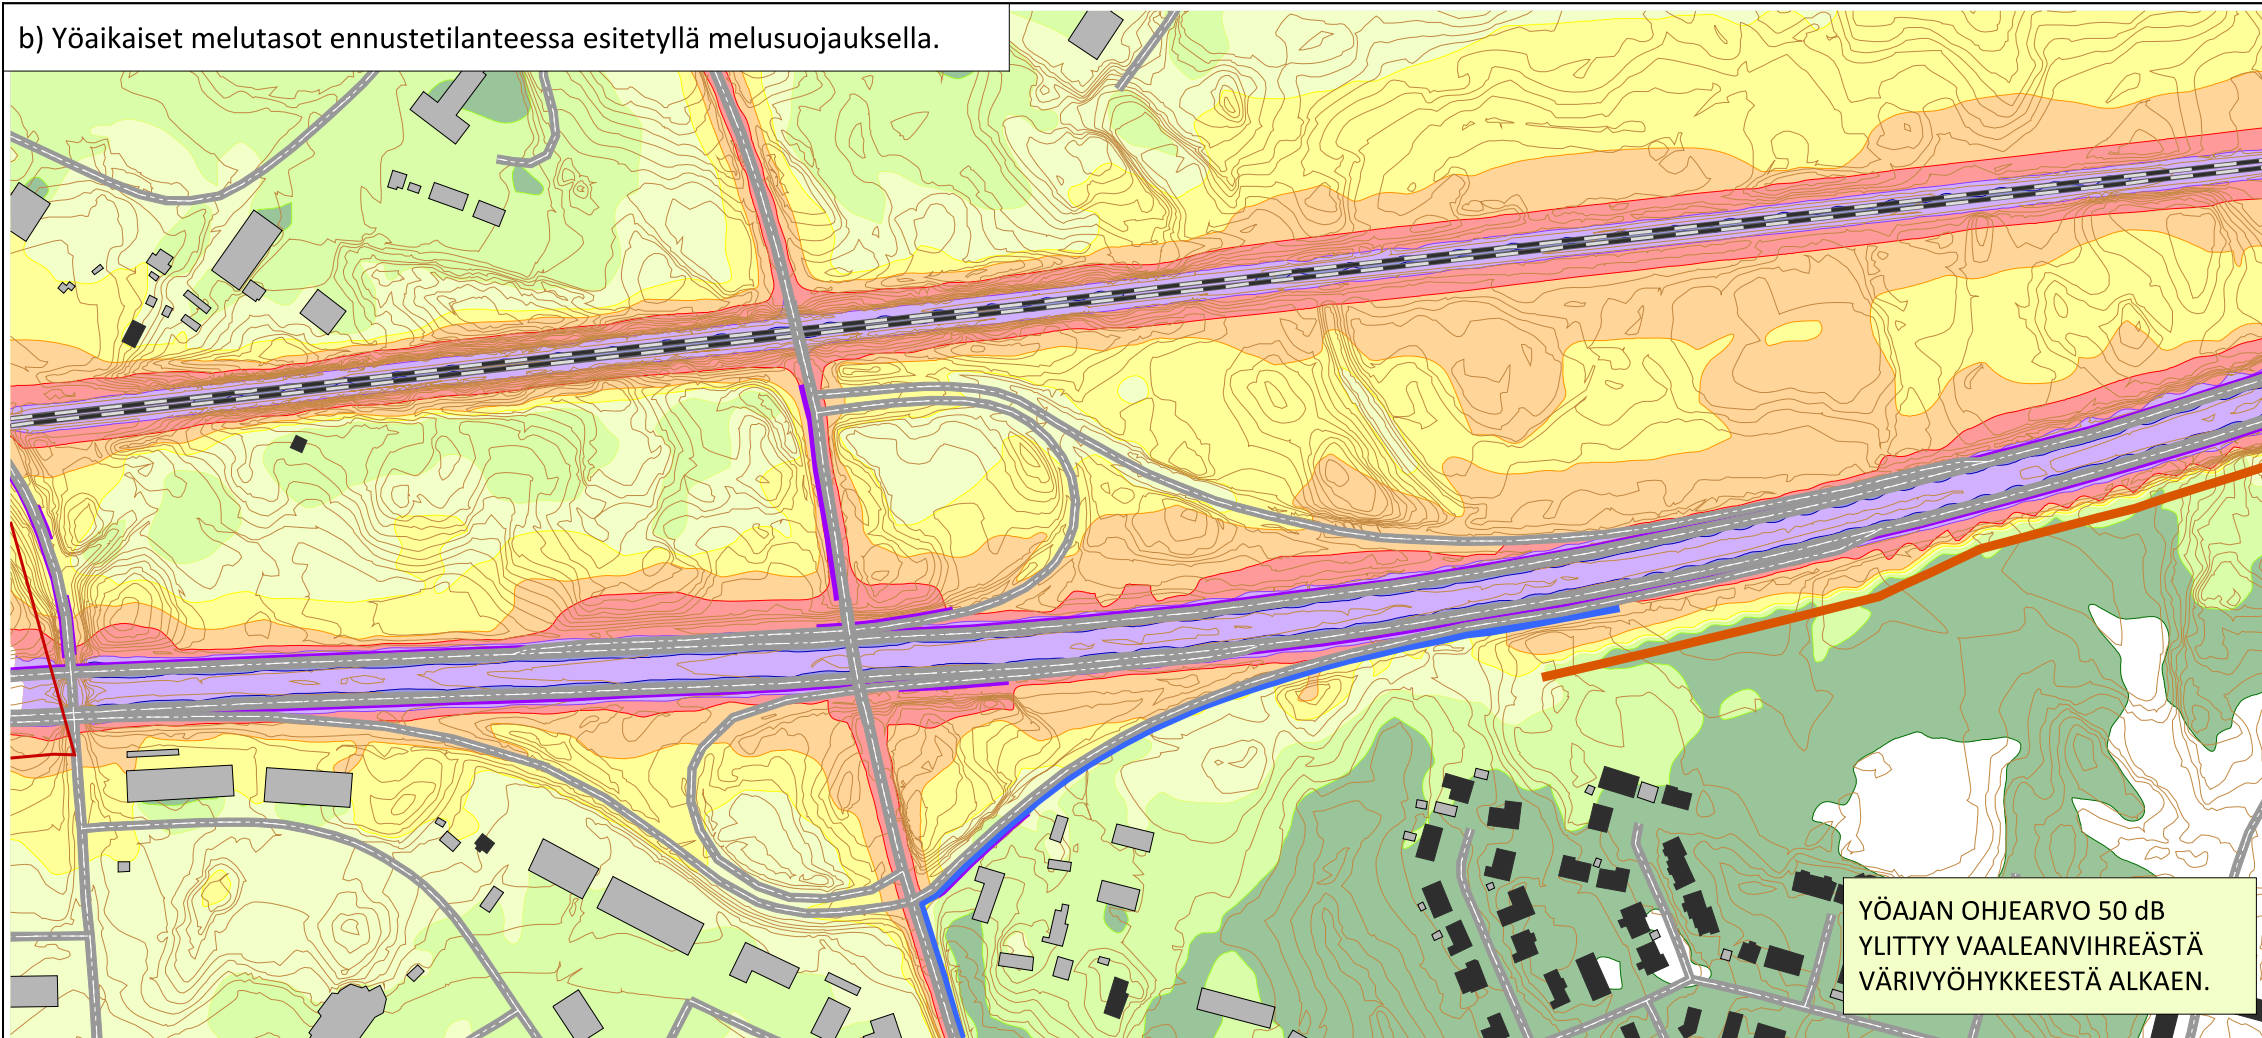 b) Yöaikaiset melutasot ennustetilanteessa esitetyllä melusuojauksella.
YÖAJAN OHJEARVO 50 dB
YLITTYY VAALEANVIHREÄSTÄ
VÄRIVYÖHYKKEESTÄ ALKAEN.